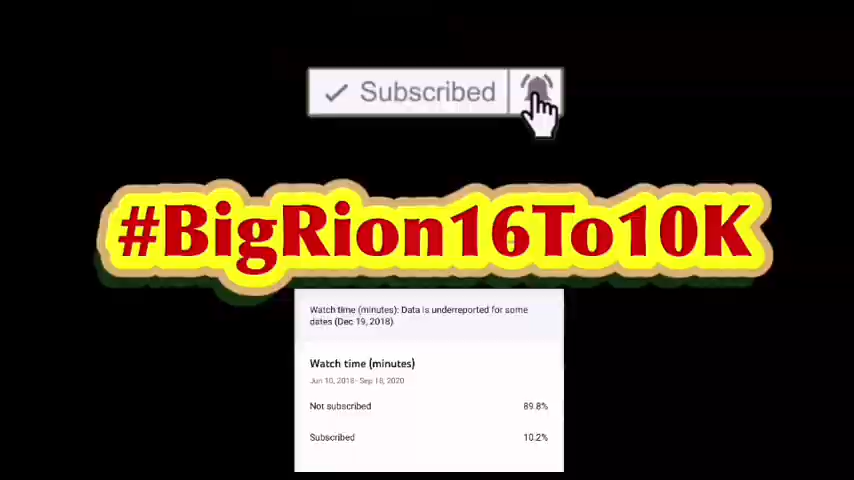 Subscribed
#BigRion16To10K
Watch time (minutes): Data is underreported for some
dates (Dec 19, 2018)
Watch time (minutes)
Jun 10, 2018- Sep 18, 2020
Not subscribed 89.8%
Subscribed 10.2%